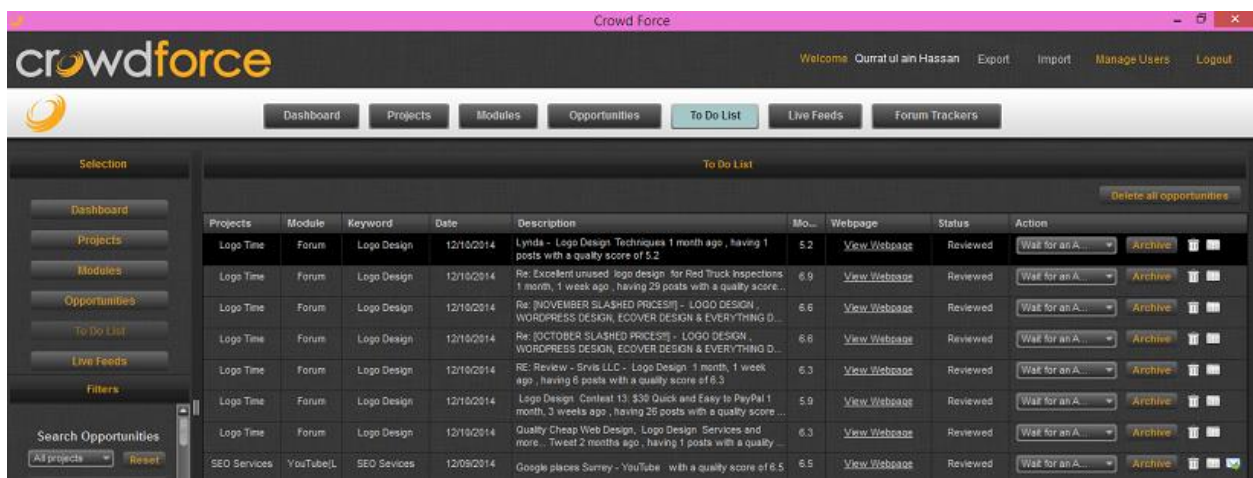 Crowd Force
crowdforce
Welcome Qurrat ul ain Hassan Export Import Manage Users Logout
Dashboard Projects Modules Opportunities To Do List Live Feeds Forum Trackers
Selection
Dashboard
Projects
Modules
Opportunities
To Do List
Live Feeds
Filters
Search Opportunities
All projects Reset
To Do List
Delete all opportunities
Projects Module Keyword Date Description Mo... Webpage Status Action
Logo Time Forum Logo Design 12/10/2014 Lynda - Logo Design Techniques 1 month ago , having 1 5.2 View Webpage Reviewed Wait for an A... Archive
posts with a quality score of 5.2
Logo Time Forum Logo Design 12/10/2014 Re: Excellent unused logo design for Red Truck Inspections 6.9 View Webpage Reviewed Wait for an A... Archive
1 month, 1 week ago , having 29 posts with a quality score...
Logo Time Forum Logo Design 12/10/2014 Re: [NOVEMBER SLA$HED PRICES!!] - LOGO DESIGN , 6.6 View Webpage Reviewed Wait for an A... Archive
WORDPRESS DESIGN, ECOVER DESIGN & EVERYTHING D...
Logo Time Forum Logo Design 12/10/2014 Re: [OCTOBER SLA$HED PRICES!!] - LOGO DESIGN , 6.6 View Webpage Reviewed Wait for an A... Archive
WORDPRESS DESIGN, ECOVER DESIGN & EVERYTHING D...
Logo Time Forum Logo Design 12/10/2014 RE: Review - Srvis LLC - Logo Design 1 month, 1 week 6.3 View Webpage Reviewed Wait for an A... Archive
ago , having 6 posts with a quality score of 6.3
Logo Time Forum Logo Design 12/10/2014 Logo Design Contest 13: $30 Quick and Easy to PayPal 1 5.9 View Webpage Reviewed Wait for an A... Archive
month, 3 weeks ago , having 26 posts with a quality score ...
Logo Time Forum Logo Design 12/10/2014 Quality Cheap Web Design, Logo Design Services and 6.3 View Webpage Reviewed Wait for an A... Archive
more... Tweet 2 months ago , having 1 posts with a quality ...
SEO Services YouTube(L SEO Sevices 12/09/2014 Google places Surrey - YouTube with a quality score of 6.5 6.5 View Webpage Reviewed Wait for an A... Archive